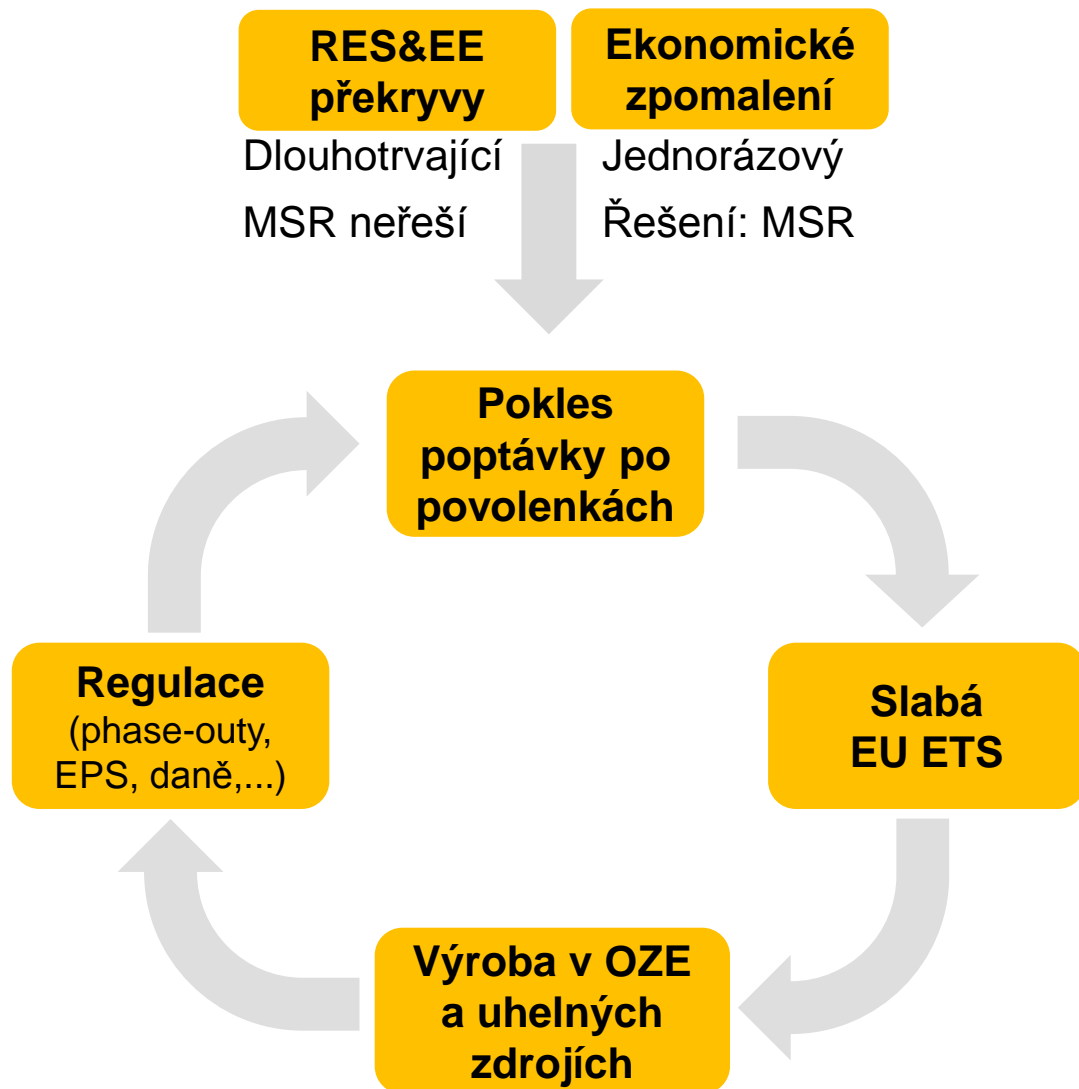 RES&EE
překryvy
Ekonomické
zpomalení
Dlouhotrvající
MSR neřeší
Jednorázový
Řešení: MSR
Pokles
poptávky po
povolenkách
Regulace
(phase-outy,
EPS, daně,...)
Slabá
EU ETS
Výroba v OZE
a uhelných
zdrojích